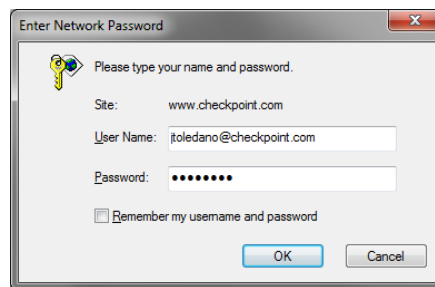 Enter Network Password
Please type your name and password.
Site: www.checkpoint.com
User Name: jtoledano@checkpoint.com
Password: ●●●●●●●●
Remember my username and password
OK Cancel